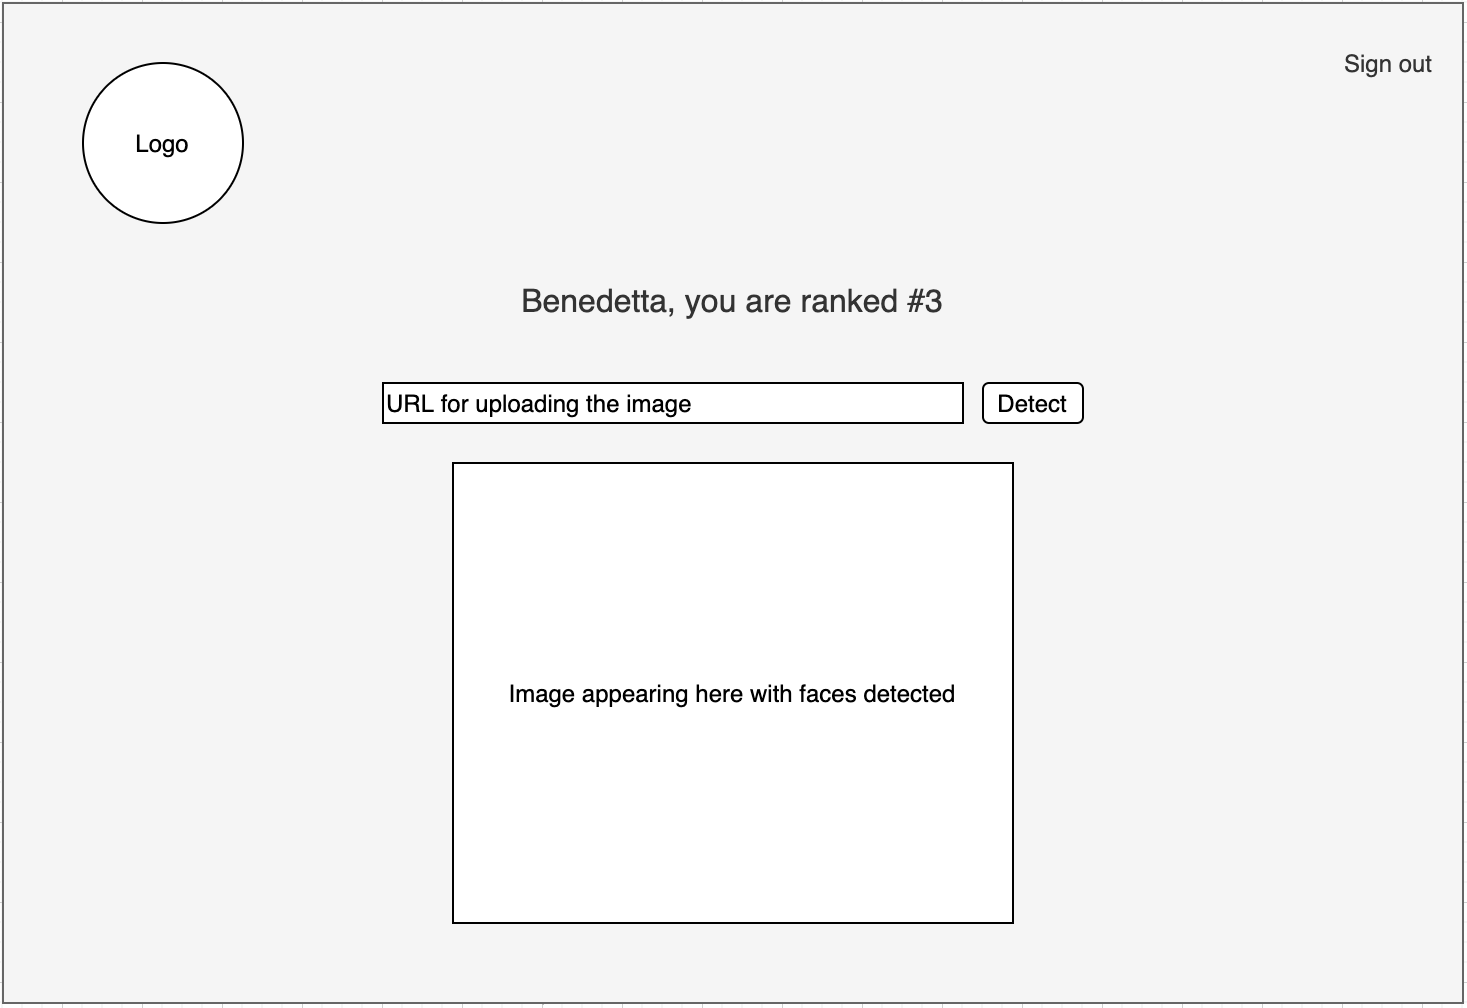 Sign out
Logo
Benedetta, you are ranked #3
URL for uploading the image
Detect
Image appearing here with faces detected